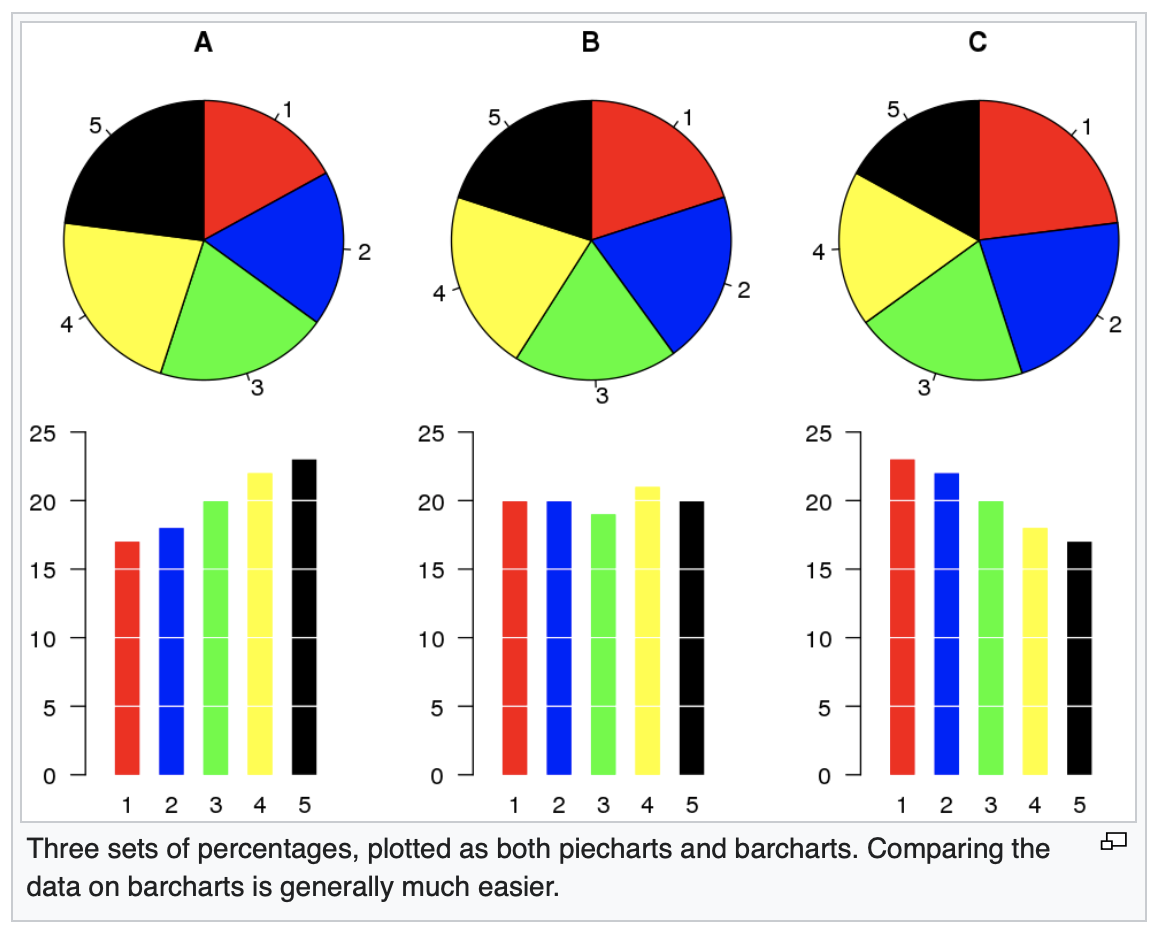 A B C
5 1 5 1 5 1
2
4 2 4
4 2
3 3 3
25 25 25
20 20 20
15 15 15
10 10 10
5 5 5
0 0 0
1 2 3 4 5 1 2 3 4 5 1 2 3 4 5
Three sets of percentages, plotted as both piecharts and barcharts. Comparing the
data on barcharts is generally much easier.